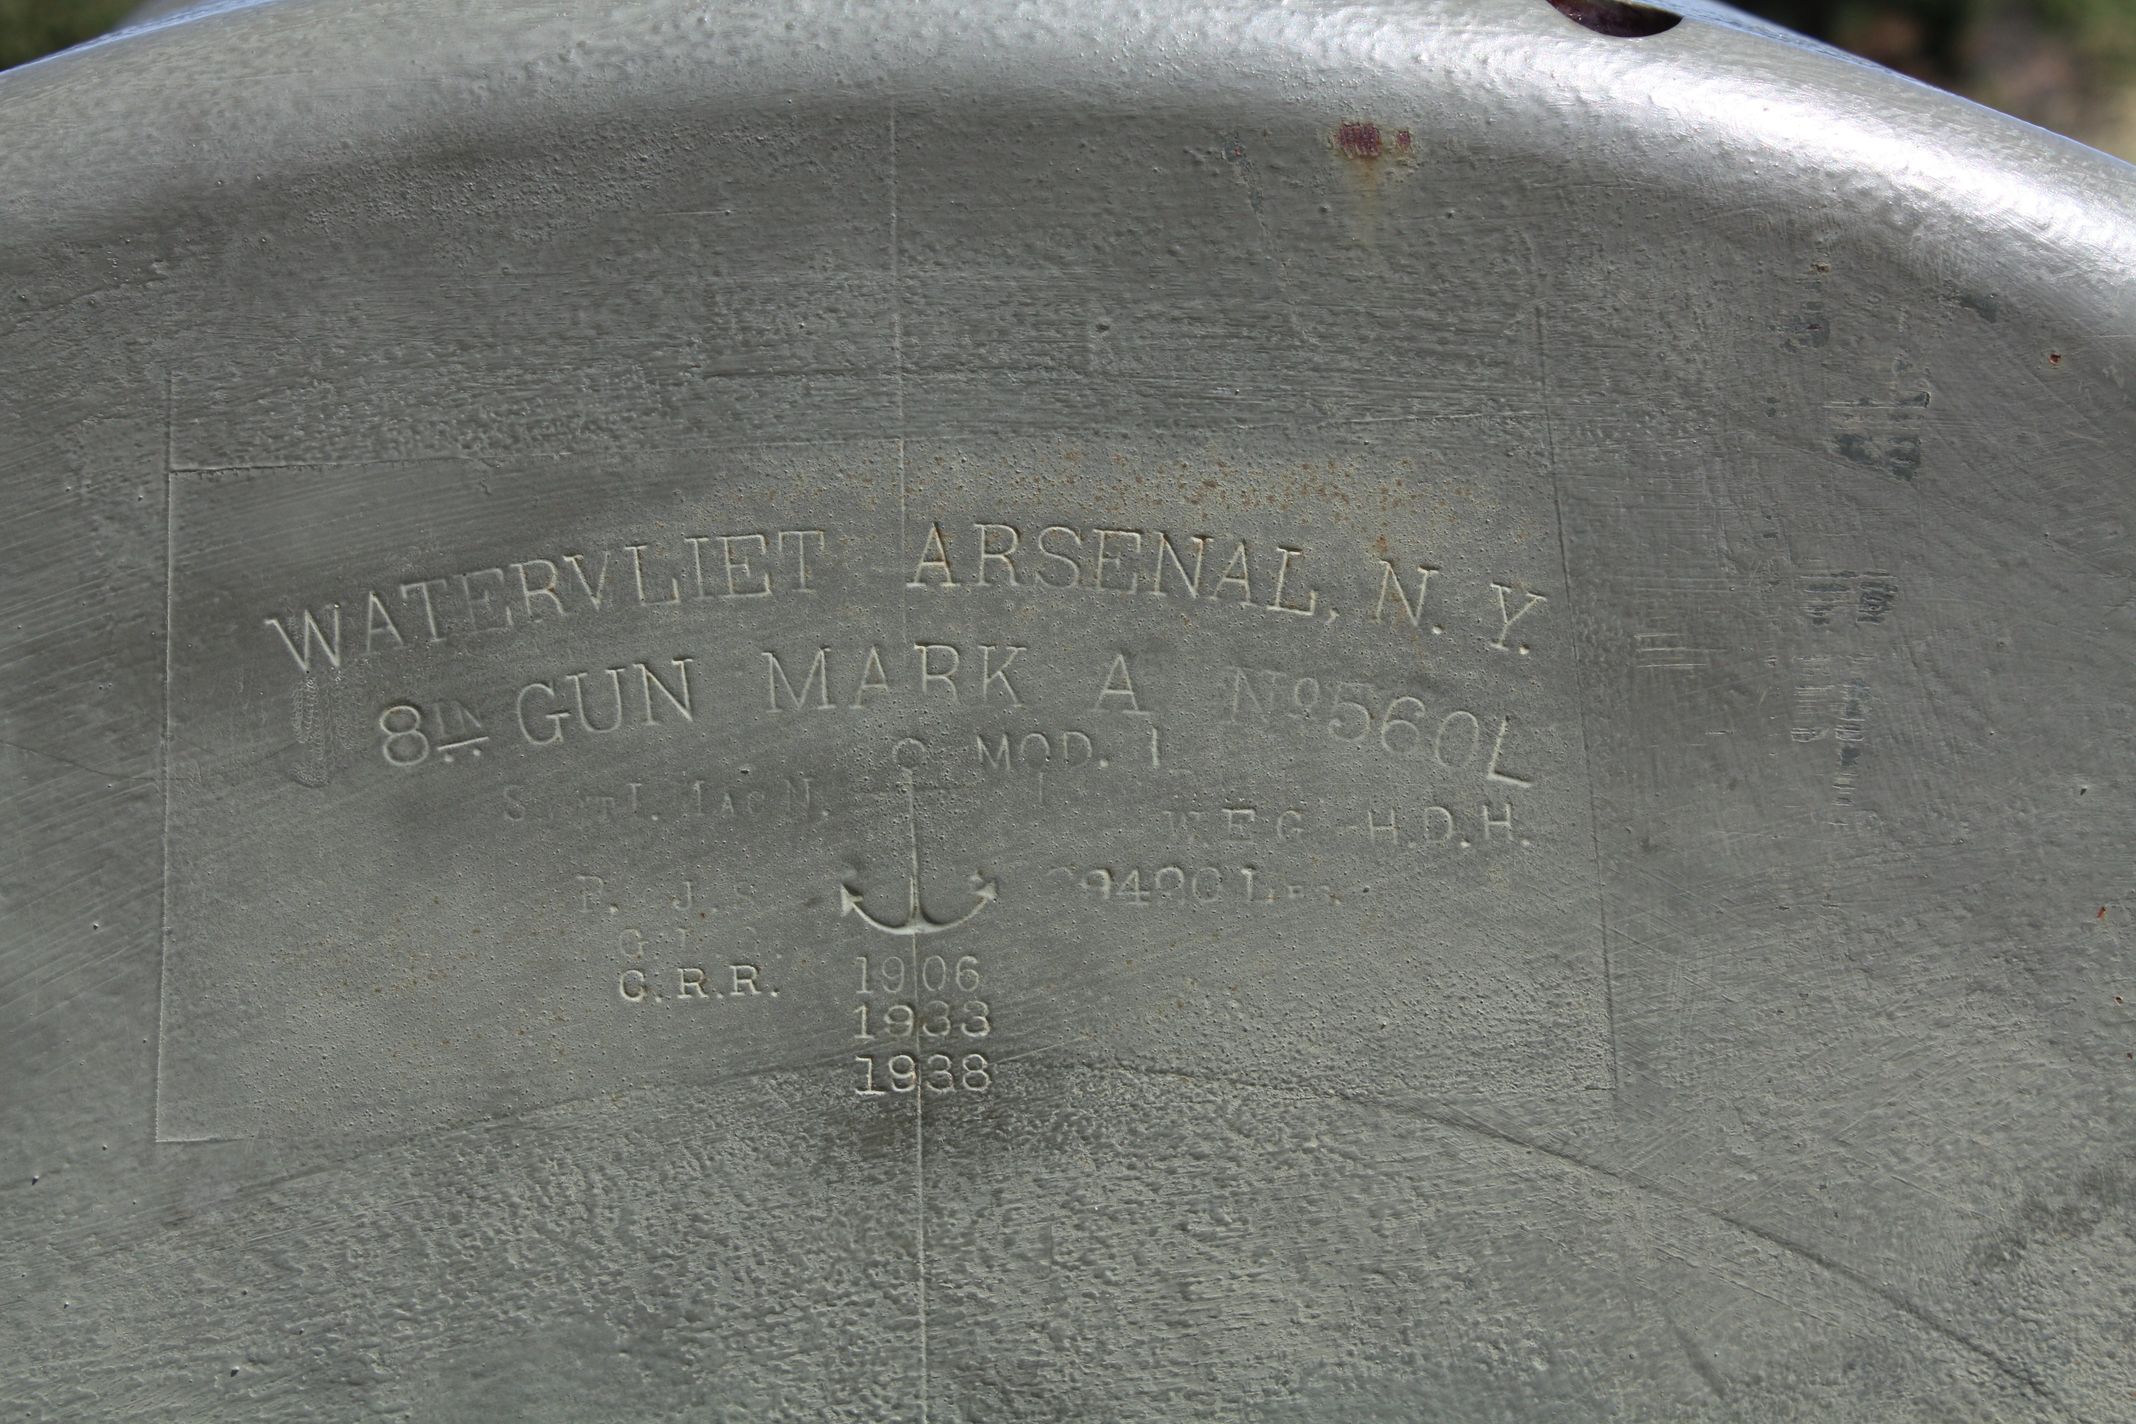 WATERVLIET ARSENAL, N. Y.
8IN. GUN MARK A No 560L
MOD. 1
H.D.H.
P. J.S
C.R.R. 1906
1933
1938